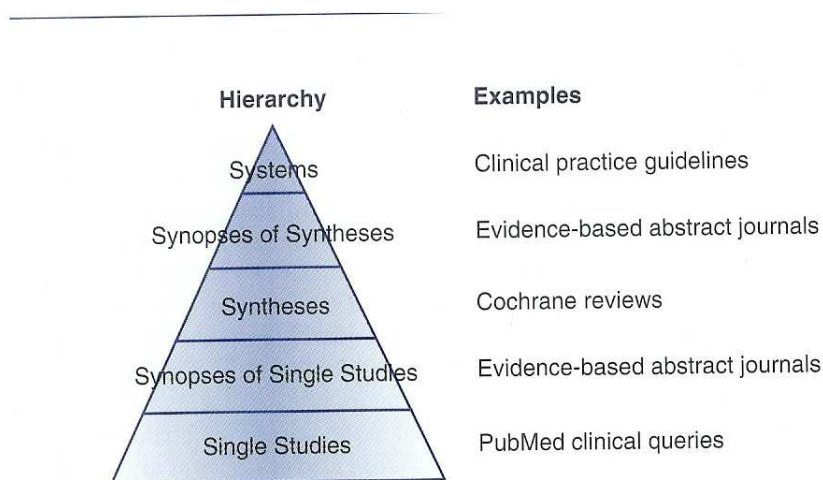 Hierarchy Examples
Systems Clinical practice guidelines
Synopses of Syntheses Evidence-based abstract journals
Syntheses Cochrane reviews
Synopses of Single Studies Evidence-based abstract journals
Single Studies PubMed clinical queries